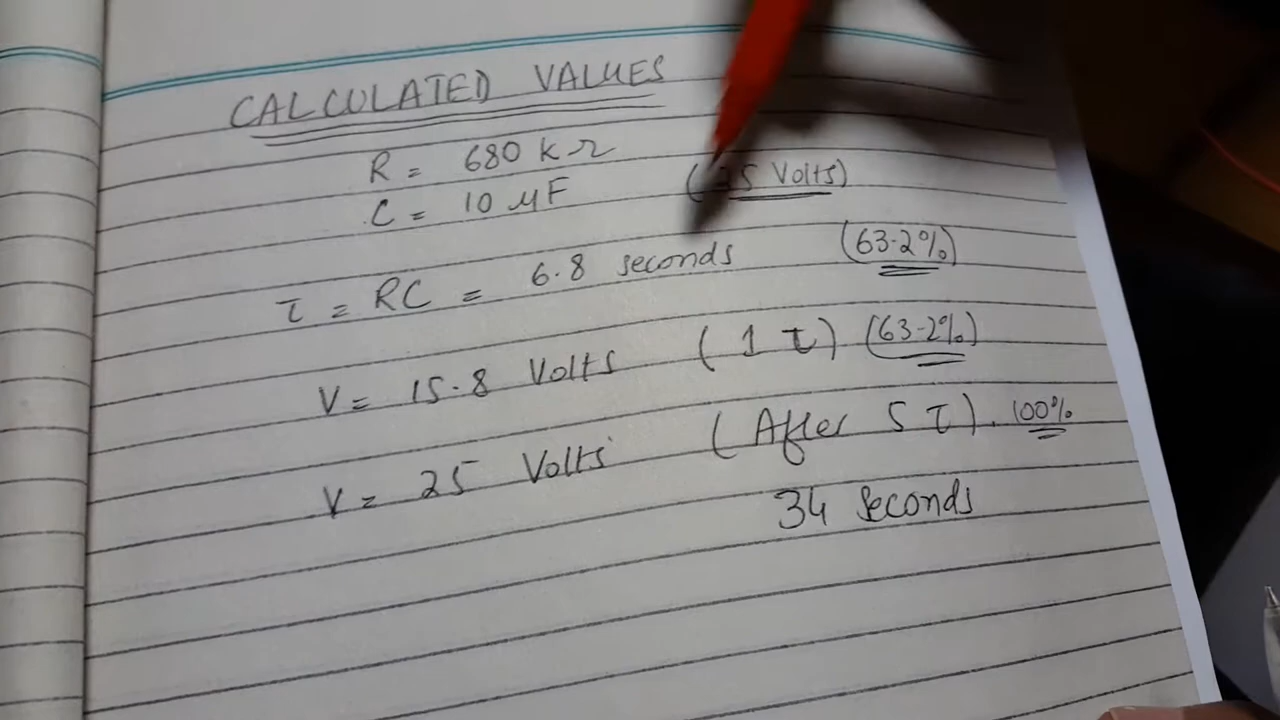 CALCULATED VALUES
R = 680 kΩ
C = 10 μF (25 Volts)
τ = RC = 6.8 seconds (63.2%)
V = 15.8 Volts (1 τ) (63.2%)
V = 25 Volts (After 5 τ). 100%
34 Seconds